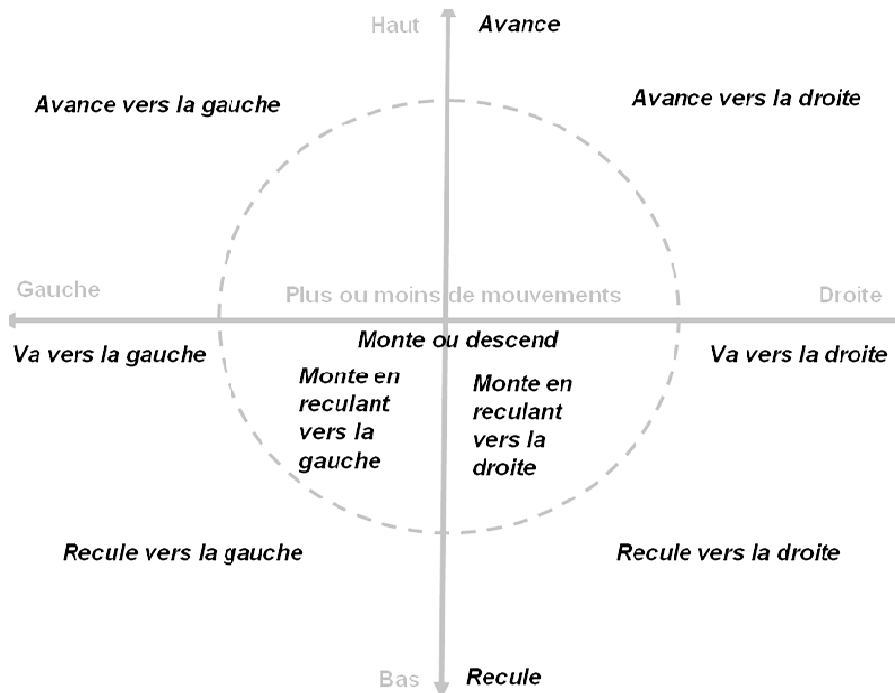 Haut Avance
Avance vers la gauche
Avance vers la droite
Gauche
Plus ou moins de mouvements
Droite
Monte ou descend
Va vers la gauche
Va vers la droite
Monte en
reculant
vers la
gauche
Monte en
reculant
vers la
droite
Recule vers la gauche
Recule vers la droite
Bas Recule